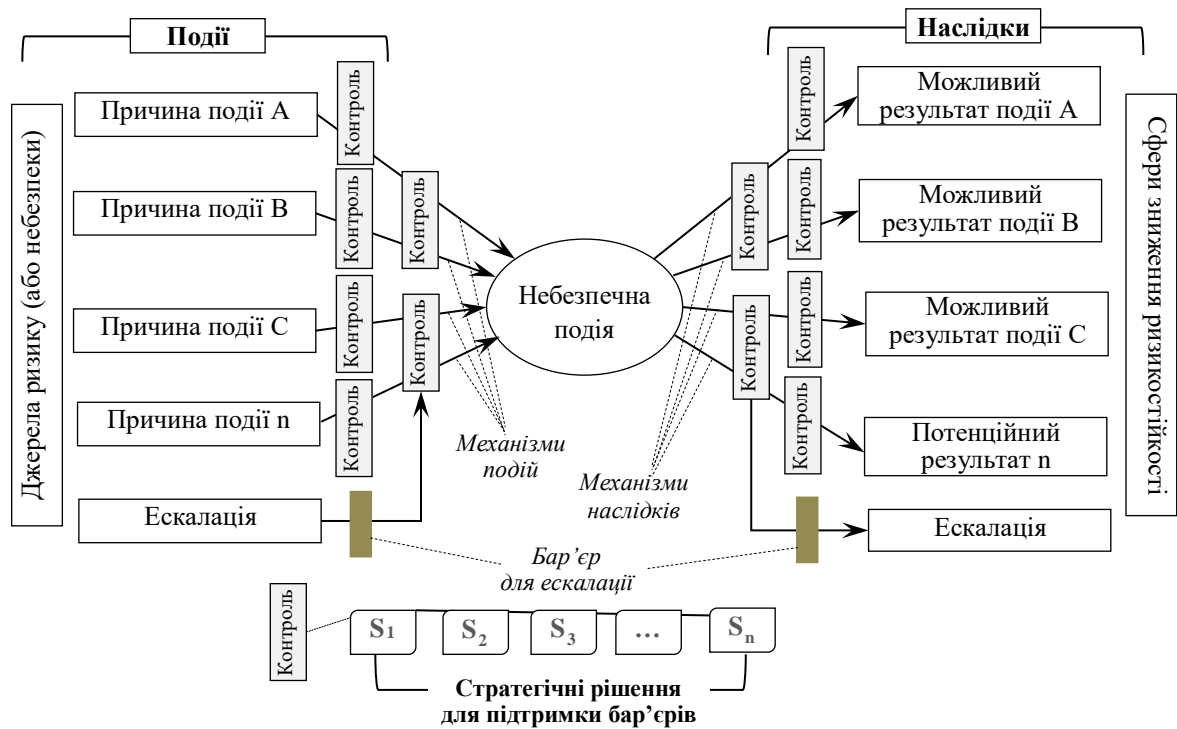 Події
Наслідки
Джерела ризику (або небезпеки)
Причина події А
Причина події В
Причина події С
Причина події n
Ескалація
Контроль
Контроль
Контроль
Контроль
Контроль
Контроль
Небезпечна
подія
Механізми
подій
Механізми
наслідків
Контроль
Контроль
Контроль
Контроль
Контроль
Контроль
Можливий
результат події А
Можливий
результат події В
Можливий
результат події С
Потенційний
результат n
Ескалація
Сфери зниження ризикостійкості
Бар’єр
для ескалації
Контроль
S1
S2
S3
…
Sn
Стратегічні рішення
для підтримки бар’єрів